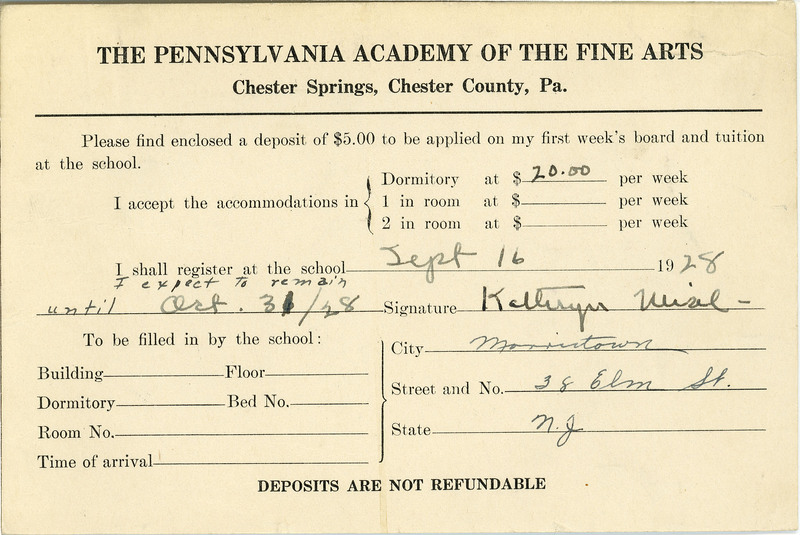 THE PENNSYLVANIA ACADEMY OF THE FINE ARTS
Chester Springs, Chester County, Pa.
Please find enclosed a deposit of $5.00 to be applied on my first week's board and tuition
at the school.
I accept the accommodations in
Dormitory at $ 20.00 per week
1 in room at $ per week
2 in room at $ per week
I shall register at the school Sept 16 1928
I expect to remain
until Oct. 31/28 Signature Kathryn
To be filled in by the school:
Building Floor
Dormitory Bed No.
Room No.
Time of arrival
City Morristown
Street and No. 38 Elm St.
State N.J
DEPOSITS ARE NOT REFUNDABLE